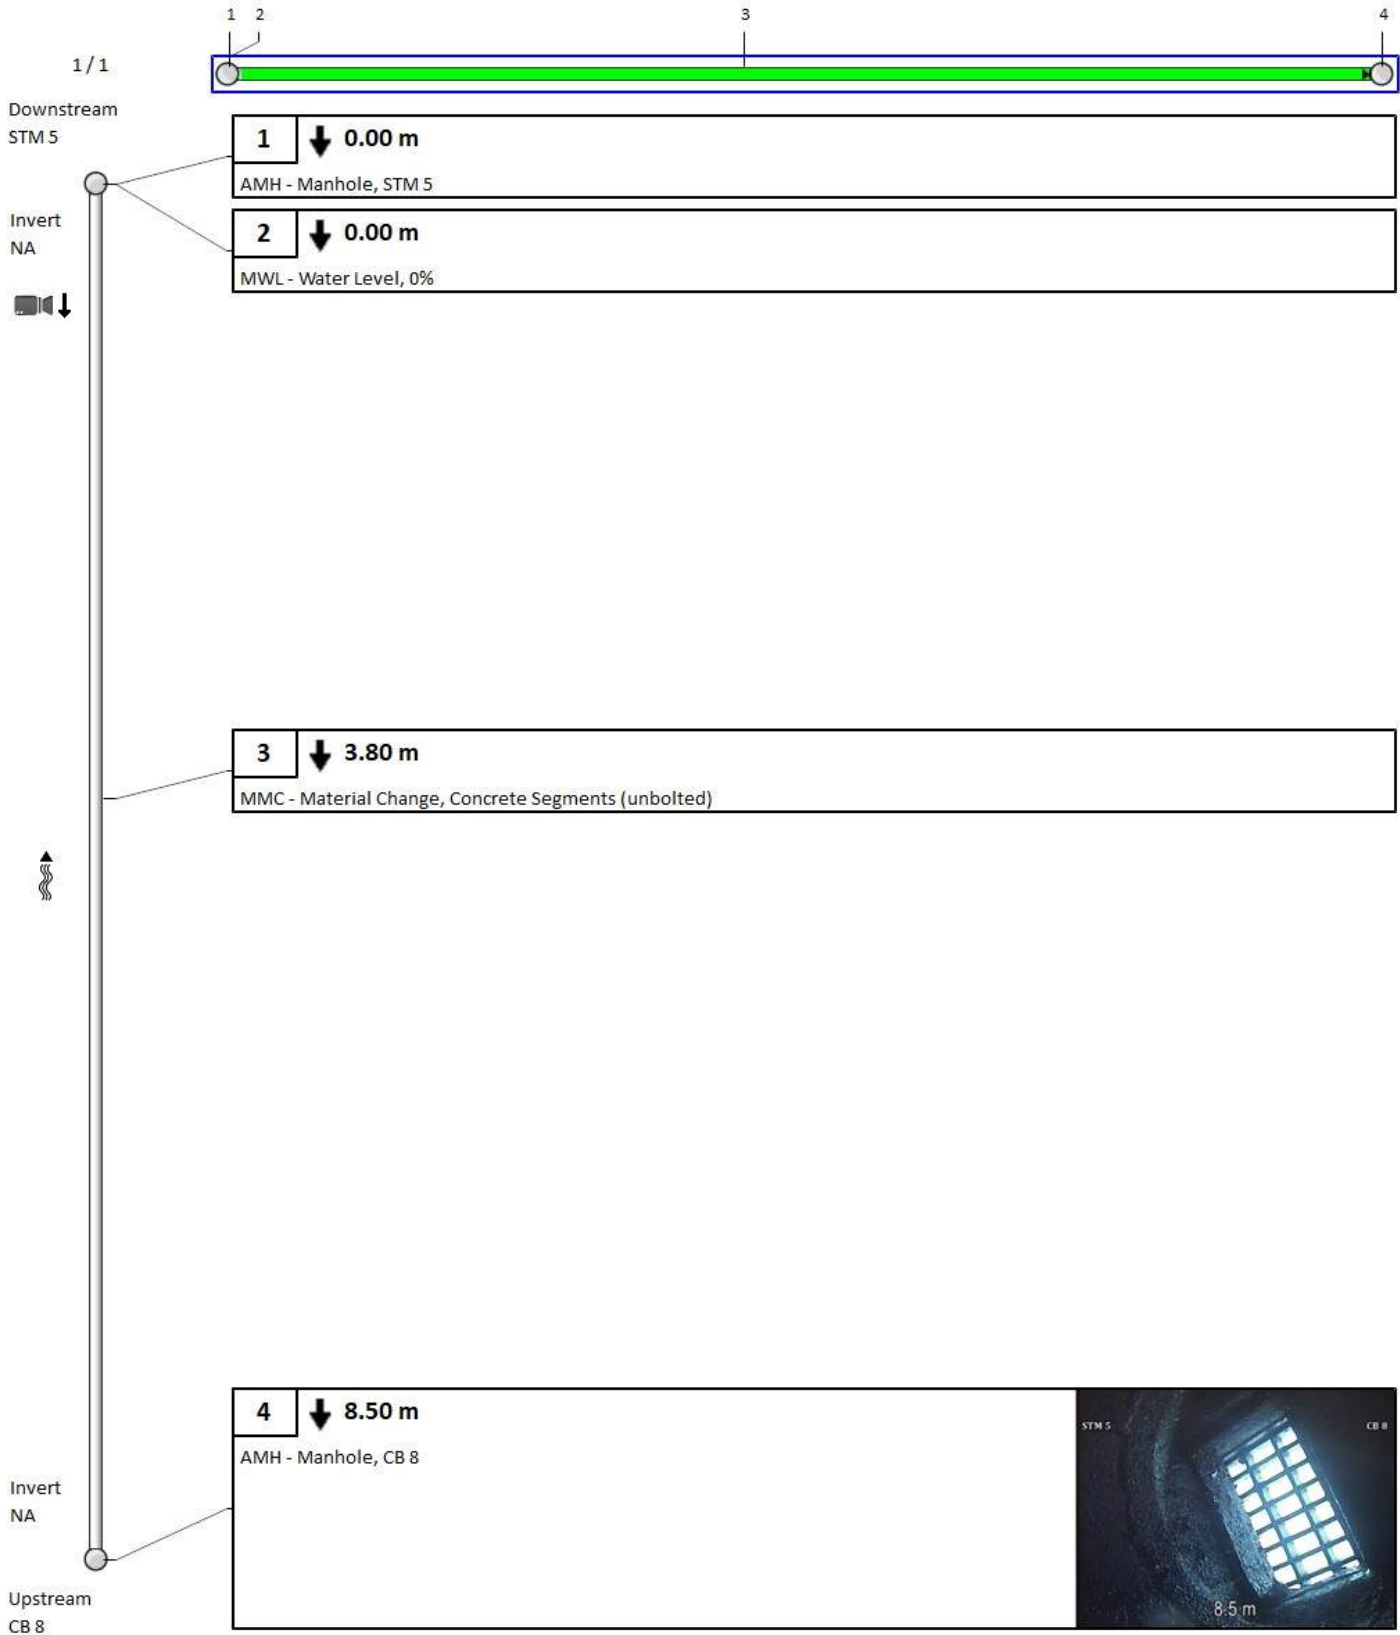 1 2 3 4
1 / 1
Downstream
STM 5
1 0.00 m
AMH - Manhole, STM 5
Invert
NA
2 0.00 m
MWL - Water Level, 0%
3 3.80 m
MMC - Material Change, Concrete Segments (unbolted)
4 8.50 m
AMH - Manhole, CB 8
STM 5 CB 8
8.5 m
Invert
NA
Upstream
CB 8